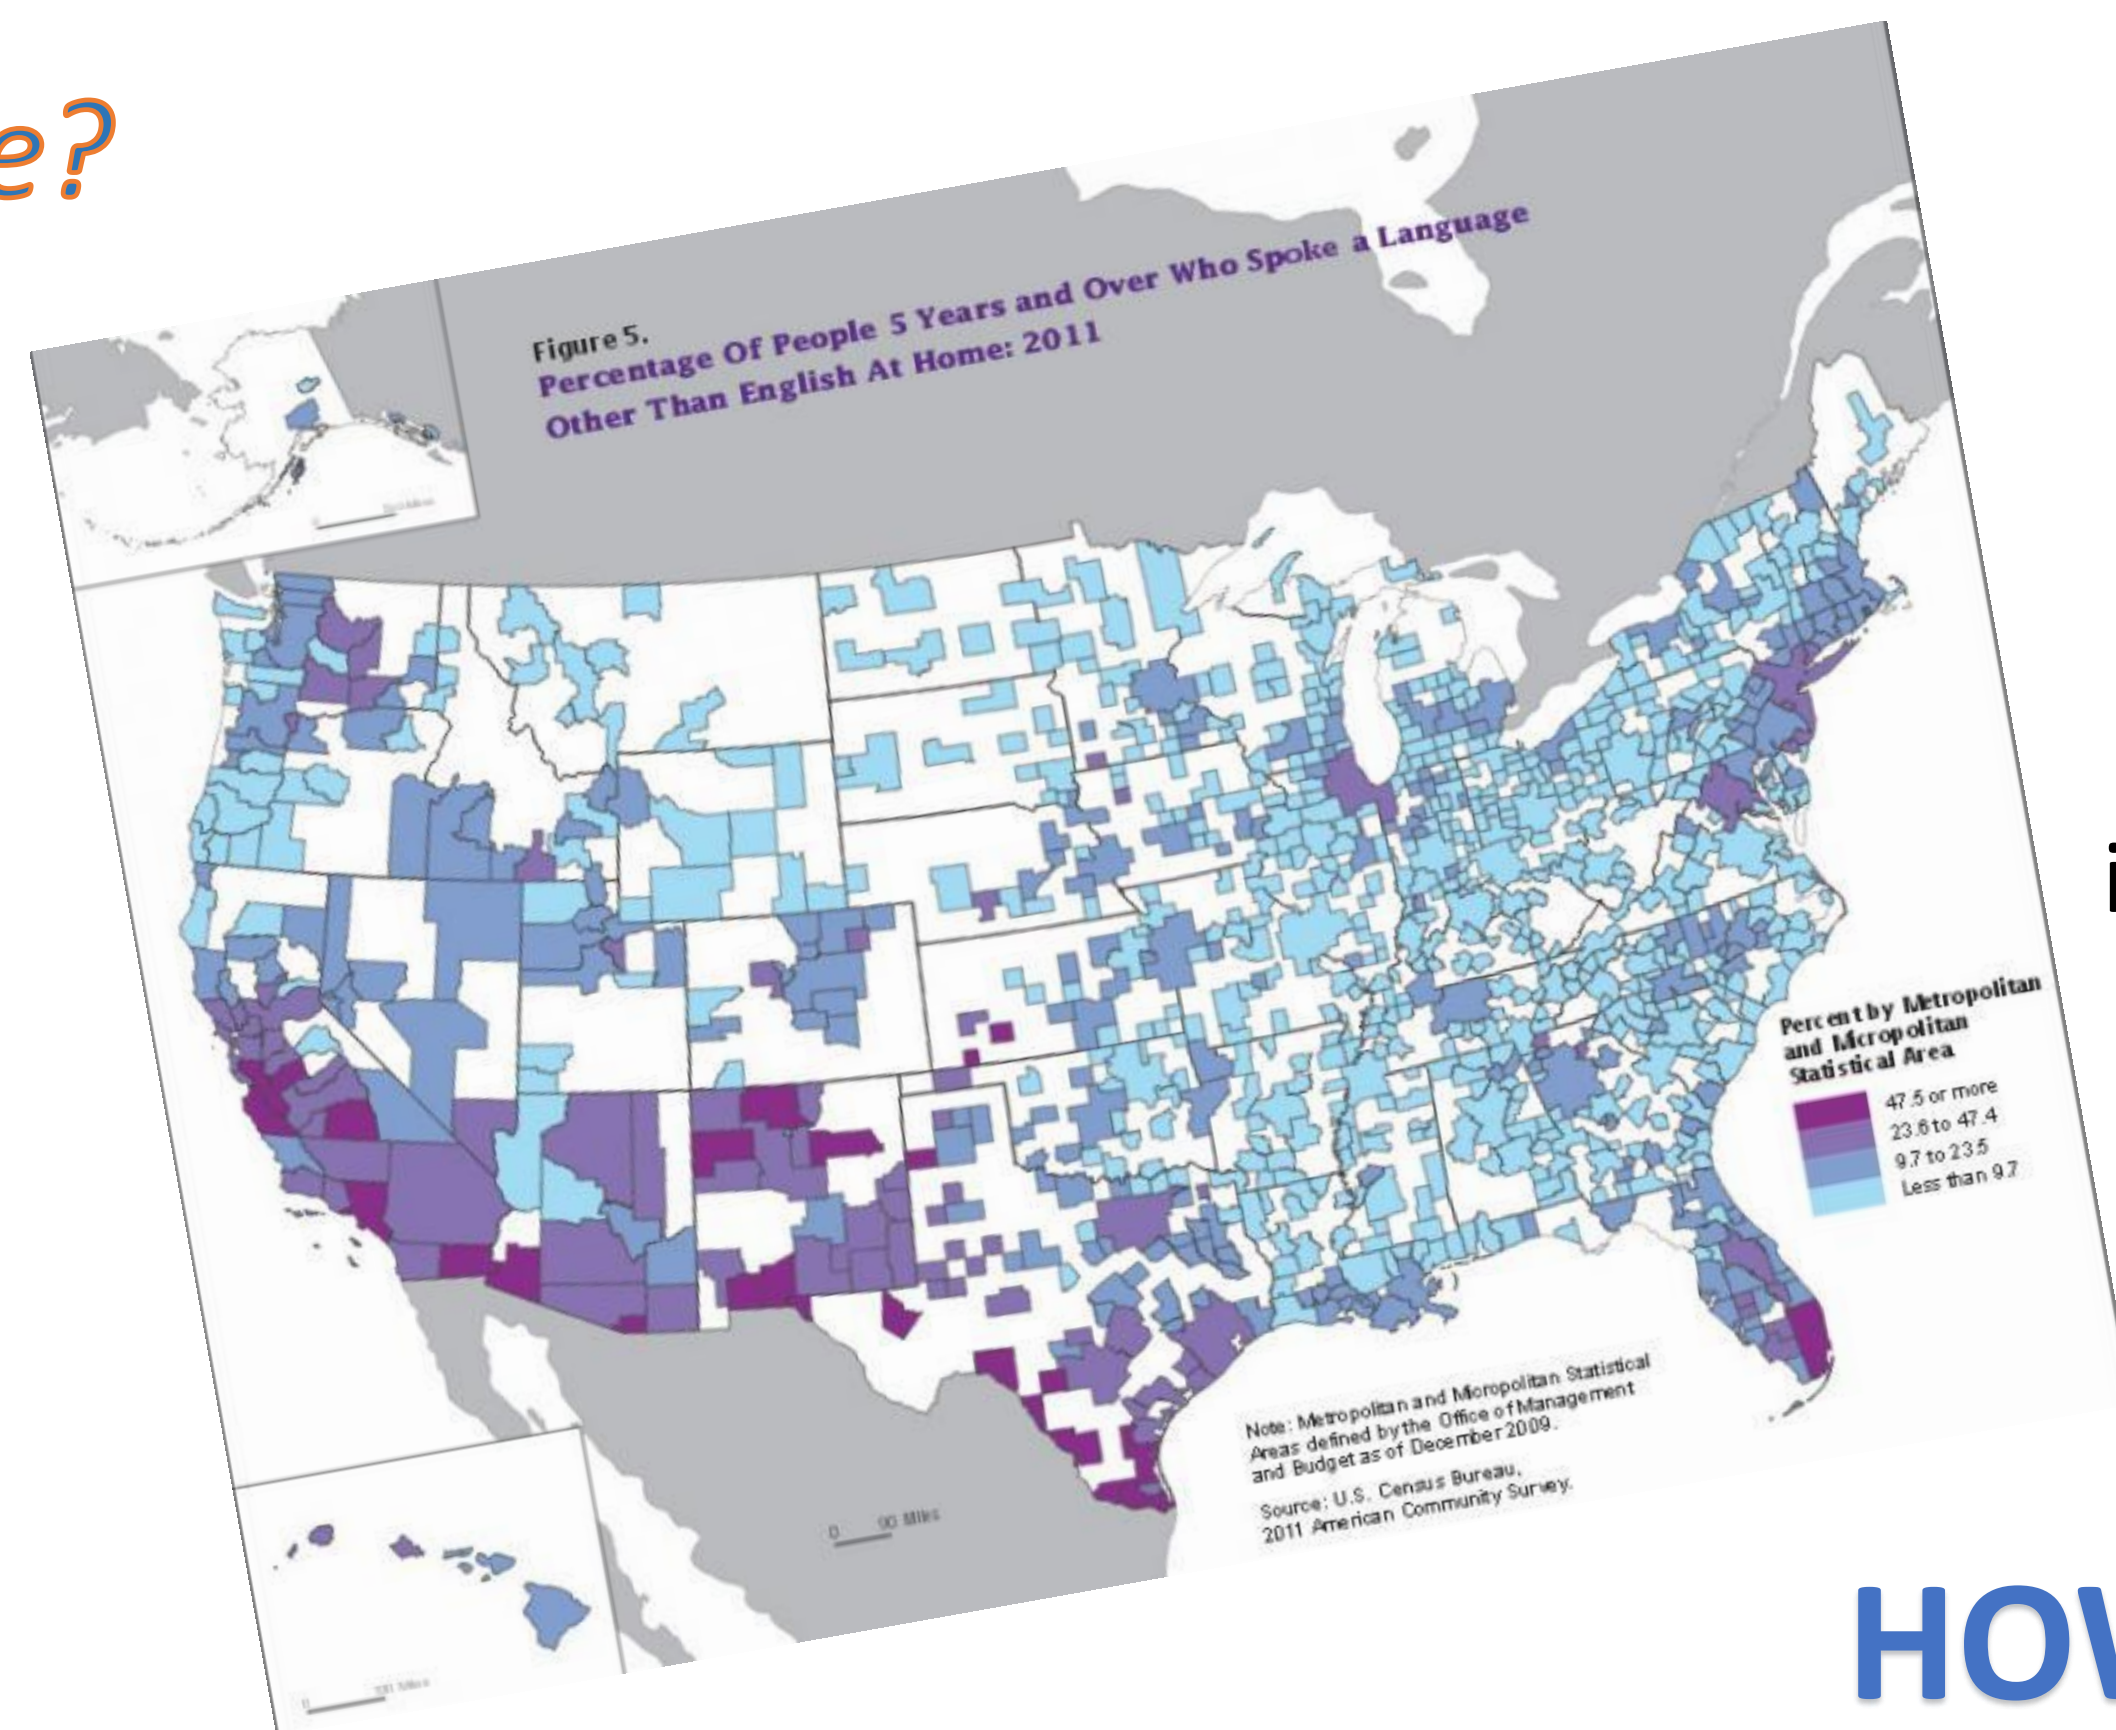 e?
Figure 5.
Percentage Of People 5 Years and Over Who Spoke a Language
Other Than English At Home: 2011
i
Percent by Metropolitan
and Micropolitan
Statistical Area
47.5 or more
23.6 to 47.4
9.7 to 23.5
Less than 9.7
Note: Metropolitan and Micropolitan Statistical
Areas defined by the Office of Management
and Budget as of December 2009.
Source: U.S. Census Bureau,
2011 American Community Survey.
0 90 Miles
0 Miles
HOW